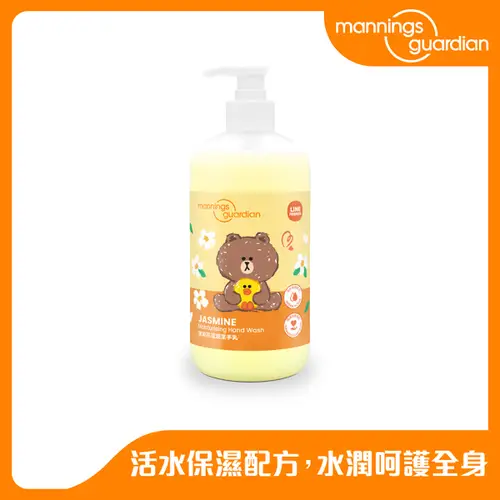 mannings
guardian
mannings
guardian
LINE
FRIENDS
JASMINE
Moisturising Hand Wash
活水保濕配方，水潤呵護全身